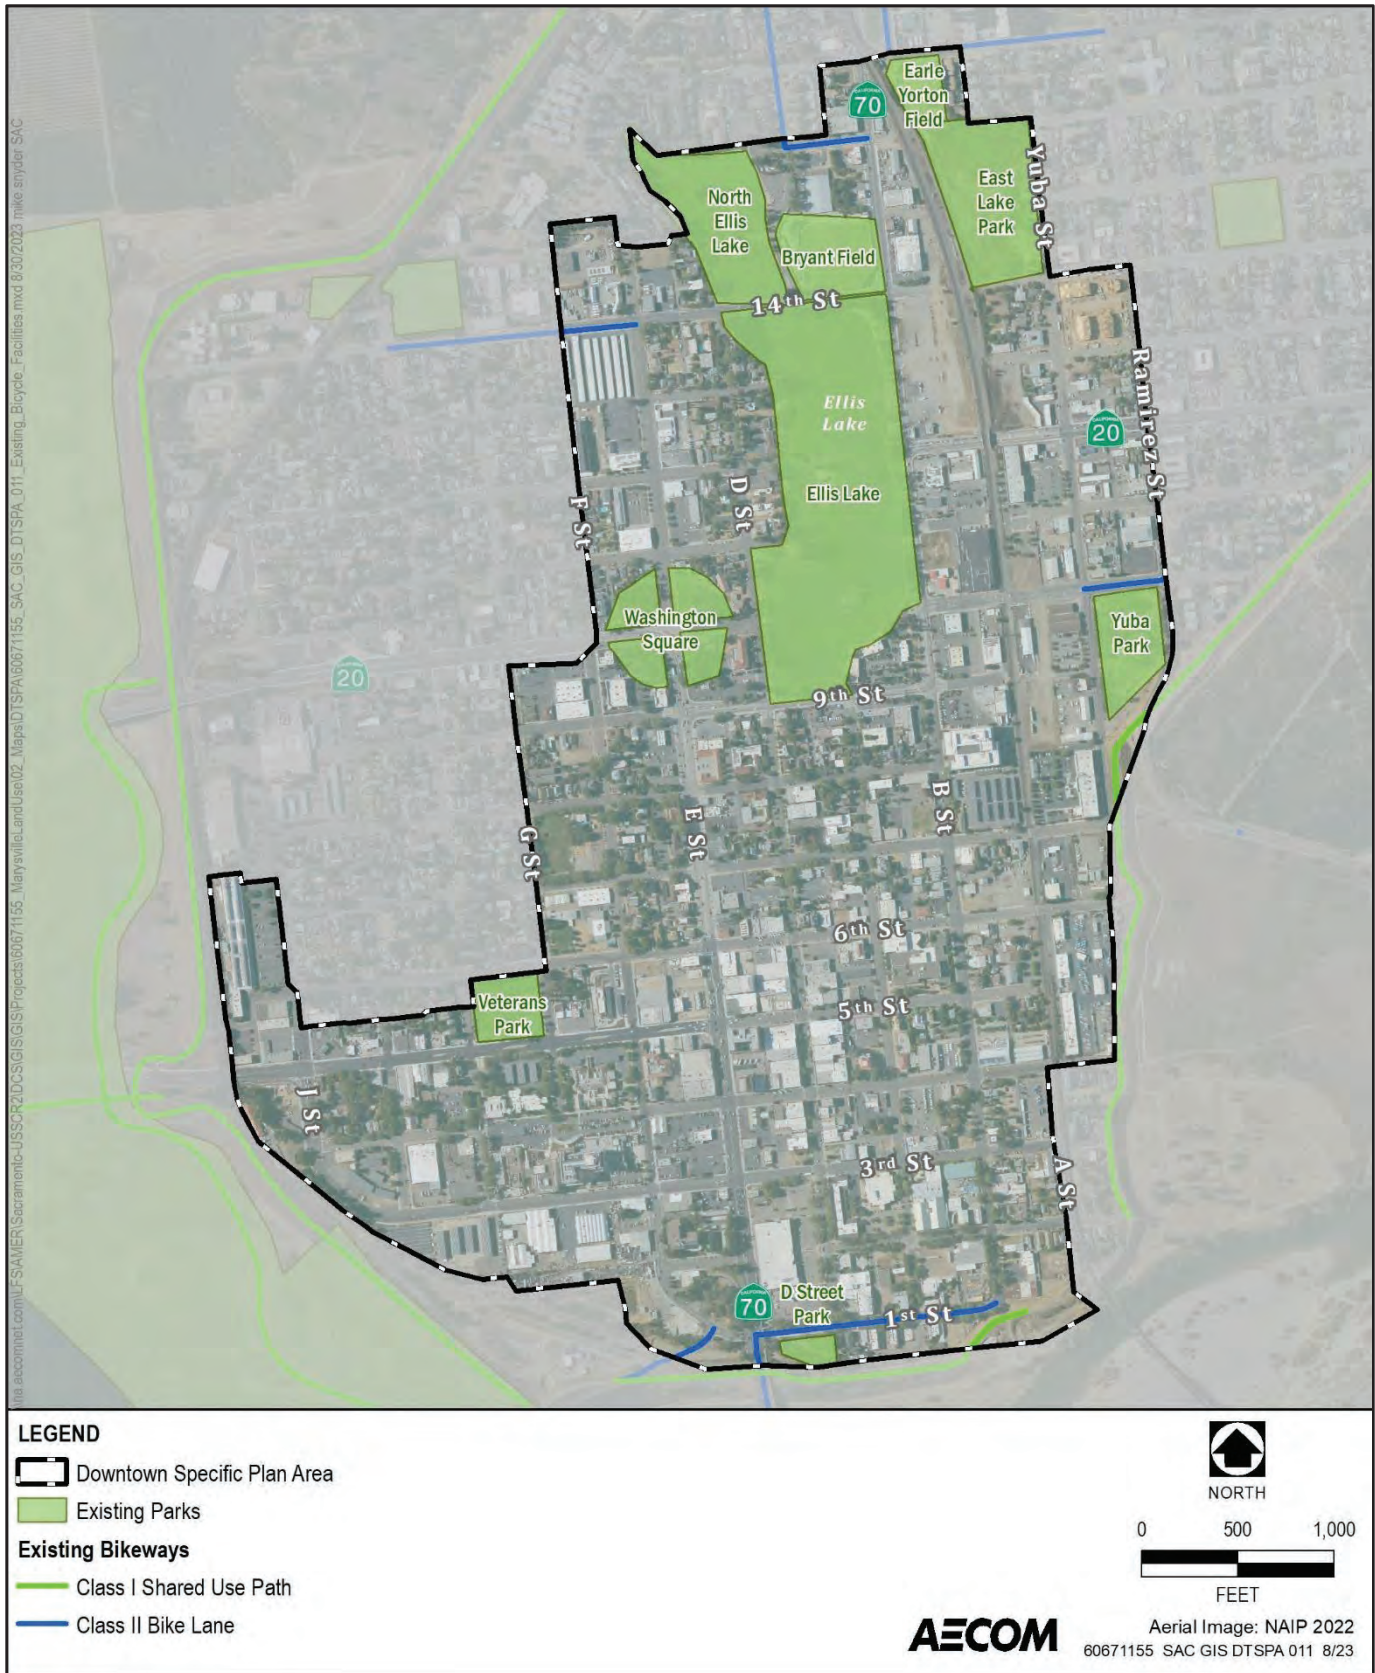 Earle
Yorton
Field
CALIFORNIA
70
Yuba St
North
Ellis
Lake
East
Lake
Park
Bryant Field
14th St
Ellis
Lake
Ramirez St
CALIFORNIA
20
D St
Ellis Lake
F St
Washington
Square
Yuba
Park
CALIFORNIA
20
9th St
B St
E St
G St
6th St
Veterans
Park
5th St
J St
3rd St
A St
CALIFORNIA
70
D Street
Park
1st St
LEGEND
Downtown Specific Plan Area
Existing Parks
Existing Bikeways
Class I Shared Use Path
Class II Bike Lane
NORTH
0 500 1,000
FEET
AECOM
Aerial Image: NAIP 2022
60671155 SAC GIS DTSPA 011 8/23